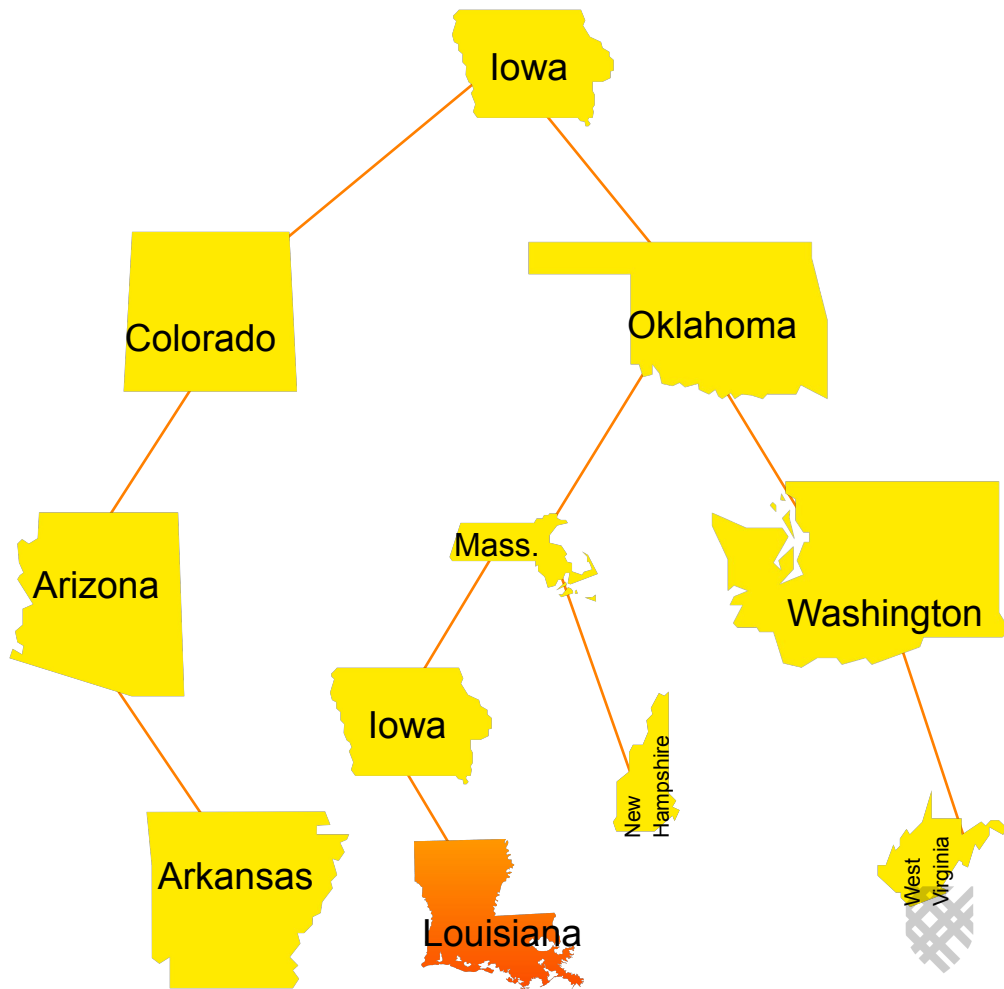 Iowa
Colorado
Oklahoma
Arizona
Mass.
Washington
Iowa
New
Hampshire
Arkansas
Louisiana
West
Virginia